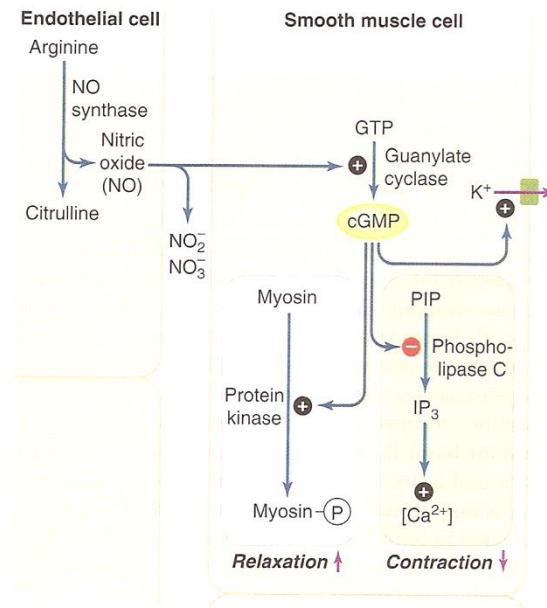 Endothelial cell
Smooth muscle cell
Arginine
NO
synthase
Nitric
oxide
(NO)
Citrulline
NO₂⁻
NO₃⁻
GTP
+
Guanylate
cyclase
K⁺
+
cGMP
Myosin
PIP
−
Phospho-
lipase C
Protein
kinase
+
IP₃
Myosin-P
+
[Ca²⁺]
Relaxation ↑
Contraction ↓